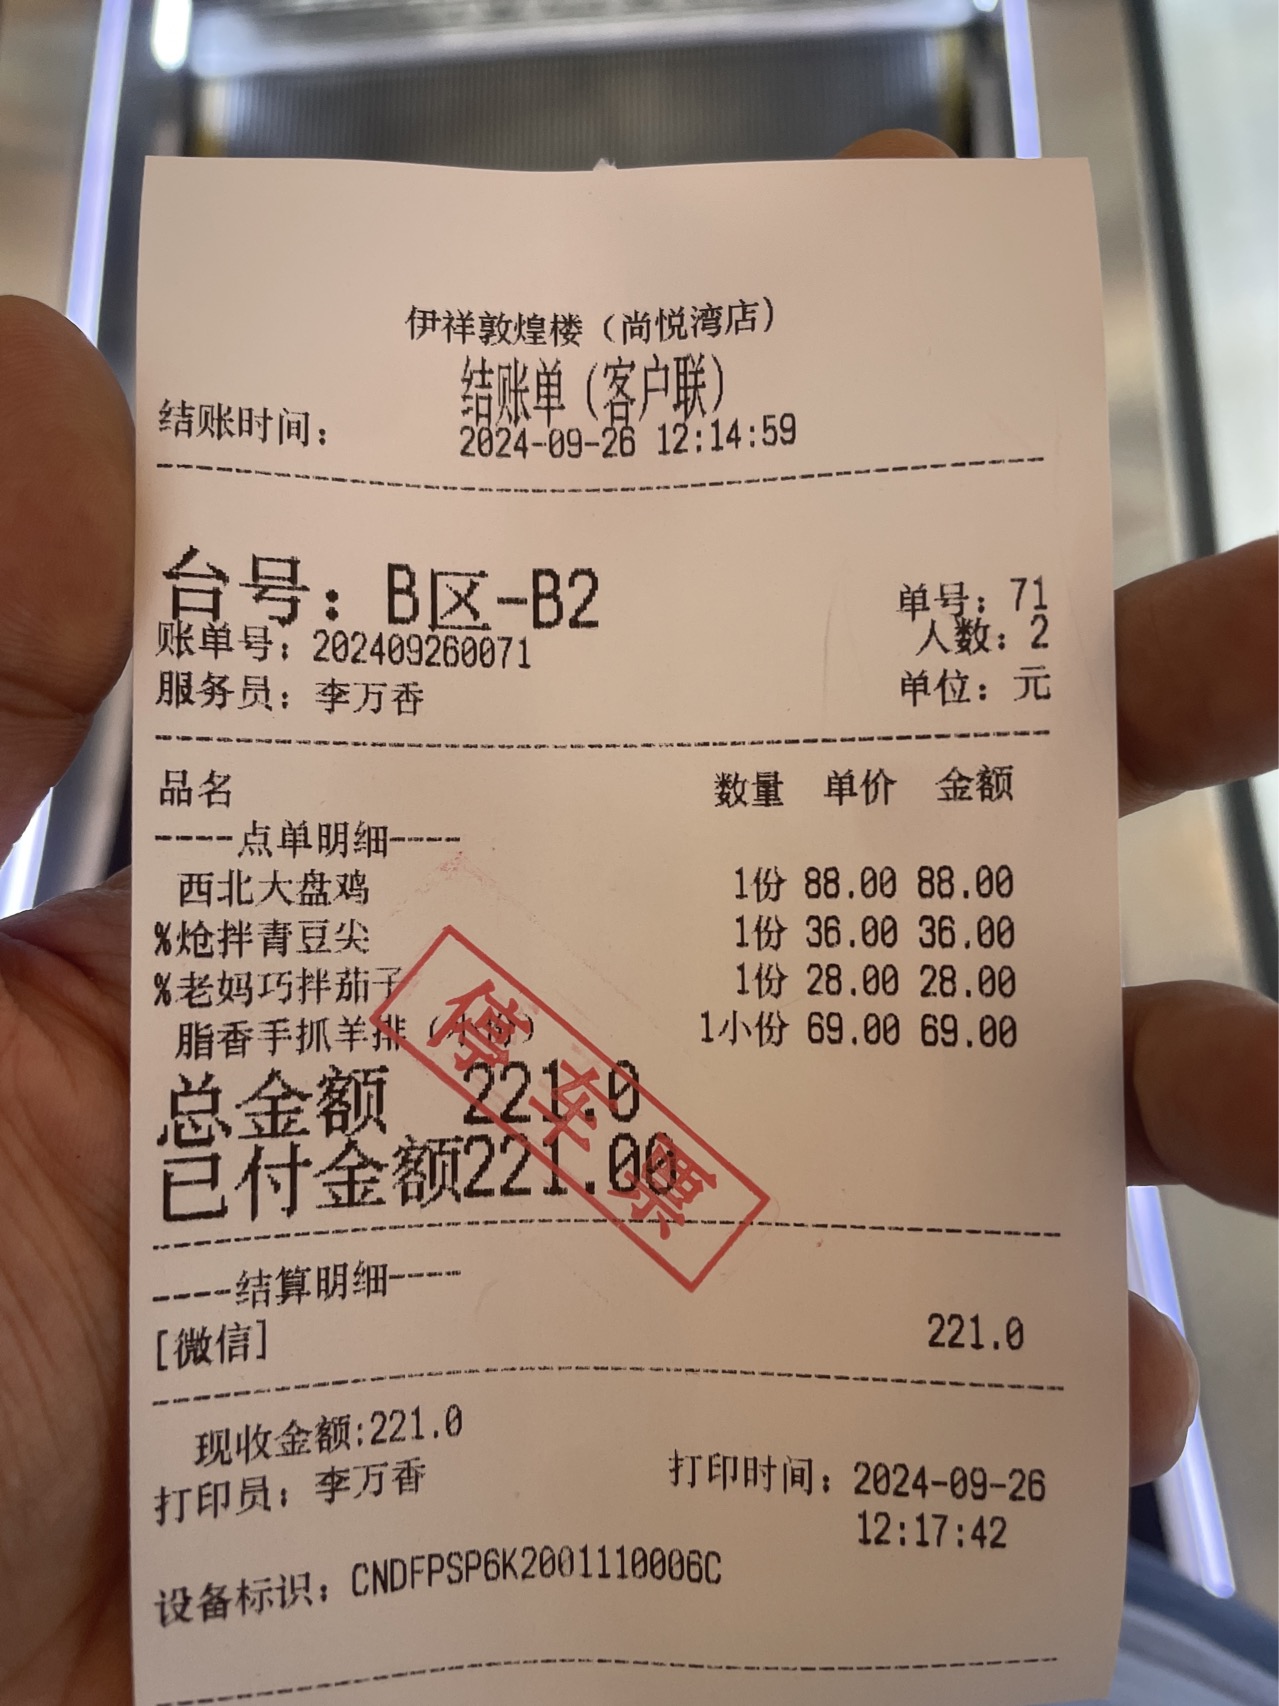 伊祥敦煌楼（尚悦湾店）
结账单（客户联）
结账时间： 2024-09-26 12:14:59
台号：B区-B2
单号：71
账单号：202409260071 人数：2
服务员：李万香 单位：元
品名 数量 单价 金额
----点单明细----
西北大盘鸡 1份 88.00 88.00
%炝拌青豆尖 1份 36.00 36.00
%老妈巧拌茄子 1份 28.00 28.00
脂香手抓羊排（小份） 1小份 69.00 69.00
总金额 221.0
已付金额221.00
停车票
----结算明细----
[微信] 221.0
现收金额:221.0
打印员：李万香 打印时间：2024-09-26
12:17:42
设备标识：CNDFPSP6K2001110006C